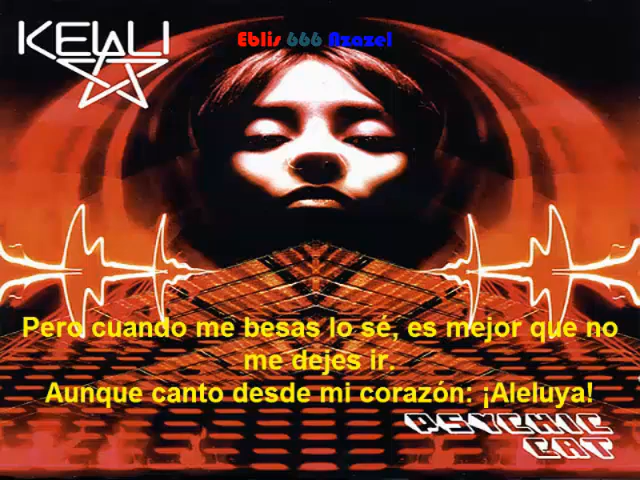 KELLI
Eblis 666 Azazel
Pero cuando me besas lo sé, es mejor que no
me dejes ir.
Aunque canto desde mi corazón: ¡Aleluya!
PSYCHIC
CAT